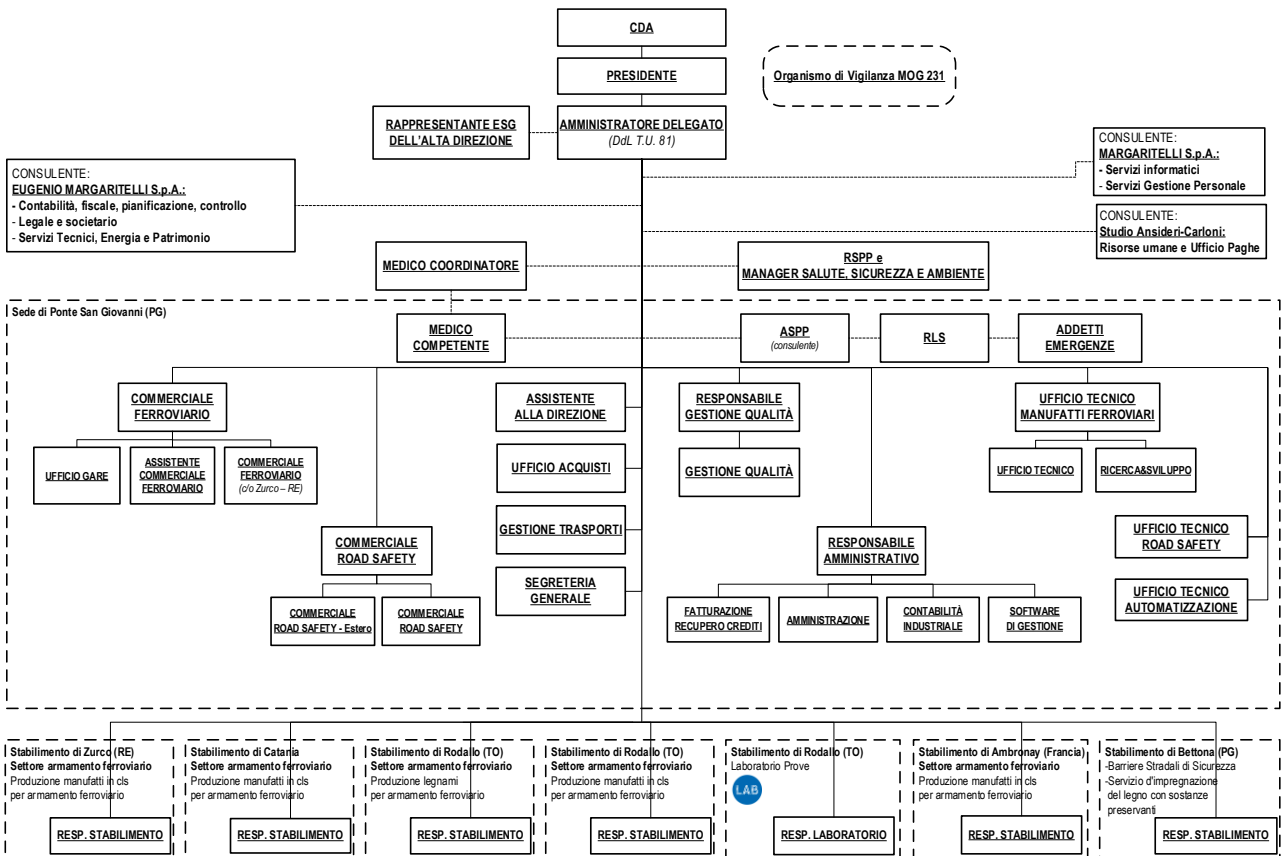 CDA
PRESIDENTE
Organismo di Vigilanza MOG 231
RAPPRESENTANTE ESG
DELL'ALTA DIREZIONE
AMMINISTRATORE DELEGATO
(DdL T.U. 81)
CONSULENTE:
MARGARITELLI S.p.A.:
- Servizi informatici
- Servizi Gestione Personale
CONSULENTE:
EUGENIO MARGARITELLI S.p.A.:
- Contabilità, fiscale, pianificazione, controllo
- Legale e societario
- Servizi Tecnici, Energia e Patrimonio
CONSULENTE:
Studio Ansideri-Carloni:
Risorse umane e Ufficio Paghe
MEDICO COORDINATORE
RSPP e
MANAGER SALUTE, SICUREZZA E AMBIENTE
Sede di Ponte San Giovanni (PG)
MEDICO
COMPETENTE
ASPP
(consulente)
RLS
ADDETTI
EMERGENZE
COMMERCIALE
FERROVIARIO
ASSISTENTE
ALLA DIREZIONE
RESPONSABILE
GESTIONE QUALITÀ
UFFICIO TECNICO
MANUFATTI FERROVIARI
UFFICIO GARE
ASSISTENTE
COMMERCIALE
FERROVIARIO
COMMERCIALE
FERROVIARIO
(c/o Zurco – RE)
UFFICIO ACQUISTI
GESTIONE QUALITÀ
UFFICIO TECNICO
RICERCA&SVILUPPO
COMMERCIALE
ROAD SAFETY
GESTIONE TRASPORTI
RESPONSABILE
AMMINISTRATIVO
UFFICIO TECNICO
ROAD SAFETY
SEGRETERIA
GENERALE
UFFICIO TECNICO
AUTOMATIZZAZIONE
COMMERCIALE
ROAD SAFETY - Estero
COMMERCIALE
ROAD SAFETY
FATTURAZIONE
RECUPERO CREDITI
AMMINISTRAZIONE
CONTABILITÀ
INDUSTRIALE
SOFTWARE
DI GESTIONE
Stabilimento di Zurco (RE)
Settore armamento ferroviario
Produzione manufatti in cls
per armamento ferroviario
RESP. STABILIMENTO
Stabilimento di Catania
Settore armamento ferroviario
Produzione manufatti in cls
per armamento ferroviario
RESP. STABILIMENTO
Stabilimento di Rodallo (TO)
Settore armamento ferroviario
Produzione legnami
per armamento ferroviario
RESP. STABILIMENTO
Stabilimento di Rodallo (TO)
Settore armamento ferroviario
Produzione manufatti in cls
per armamento ferroviario
RESP. STABILIMENTO
Stabilimento di Rodallo (TO)
Laboratorio Prove
LAB
RESP. LABORATORIO
Stabilimento di Ambronay (Francia)
Settore armamento ferroviario
Produzione manufatti in cls
per armamento ferroviario
RESP. STABILIMENTO
Stabilimento di Bettona (PG)
-Barriere Stradali di Sicurezza
-Servizio d'impregnazione
del legno con sostanze
preservanti
RESP. STABILIMENTO